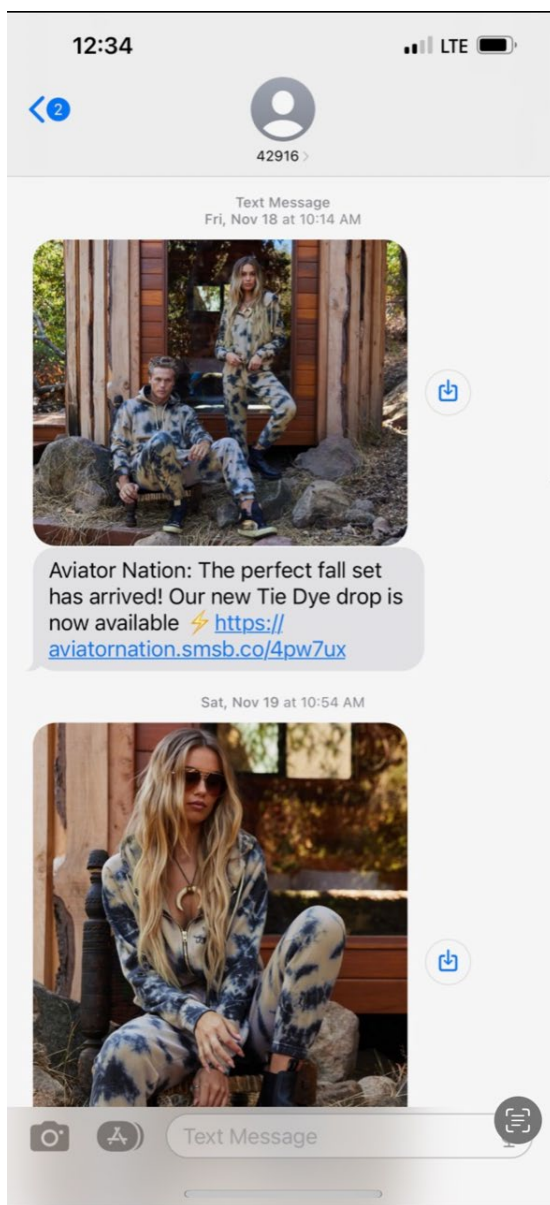 12:34
LTE
2
42916 >
Text Message
Fri, Nov 18 at 10:14 AM
Aviator Nation: The perfect fall set
has arrived! Our new Tie Dye drop is
now available ⚡ https://
aviatornation.smsb.co/4pw7ux
Sat, Nov 19 at 10:54 AM
Text Message